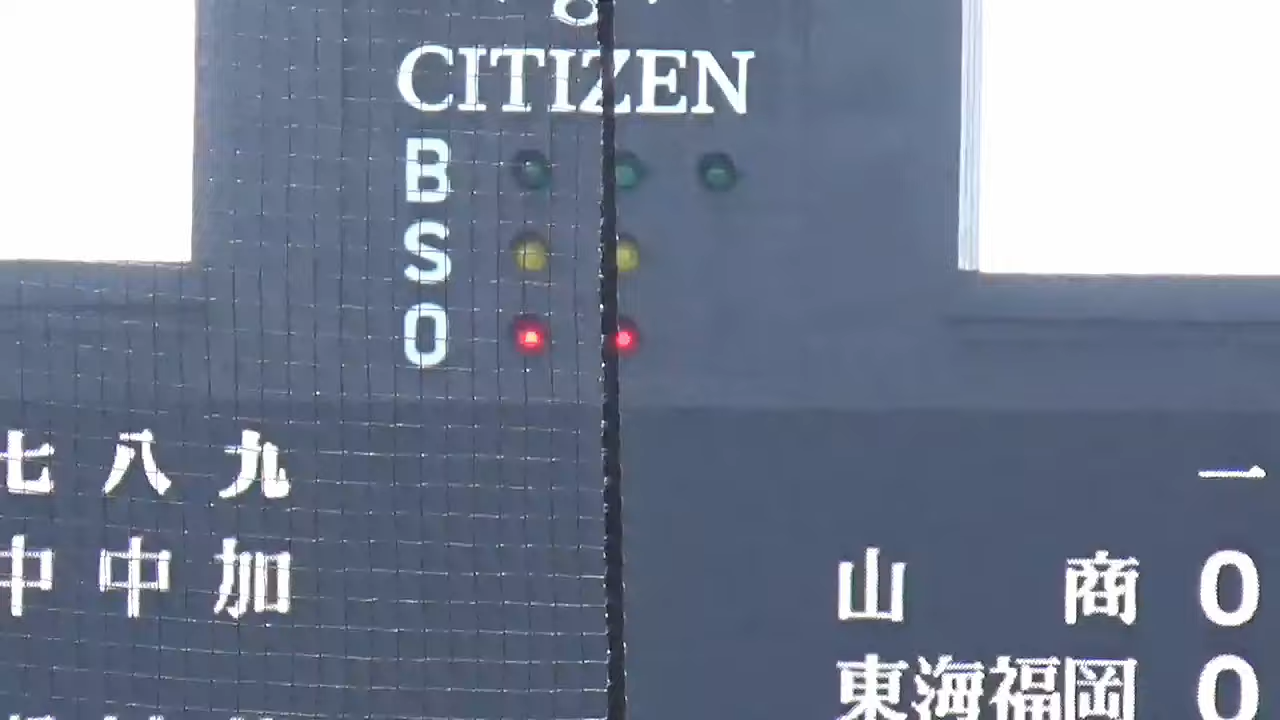 CITIZEN
B
S
O
七 八 九
中 中 加
一
山 商 0
東海福岡 0